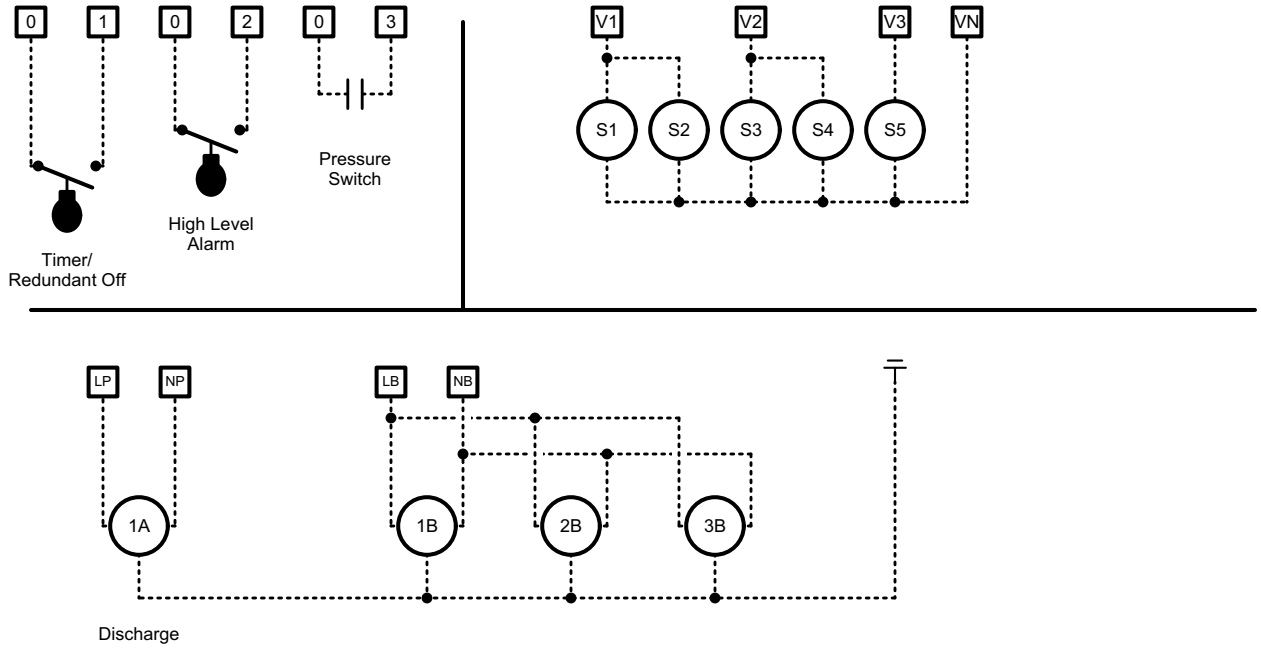 0 1 0 2 0 3
V1 V2 V3 VN
S1 S2 S3 S4 S5
Pressure
Switch
High Level
Alarm
Timer/
Redundant Off
LP NP LB NB
1A 1B 2B 3B
Discharge